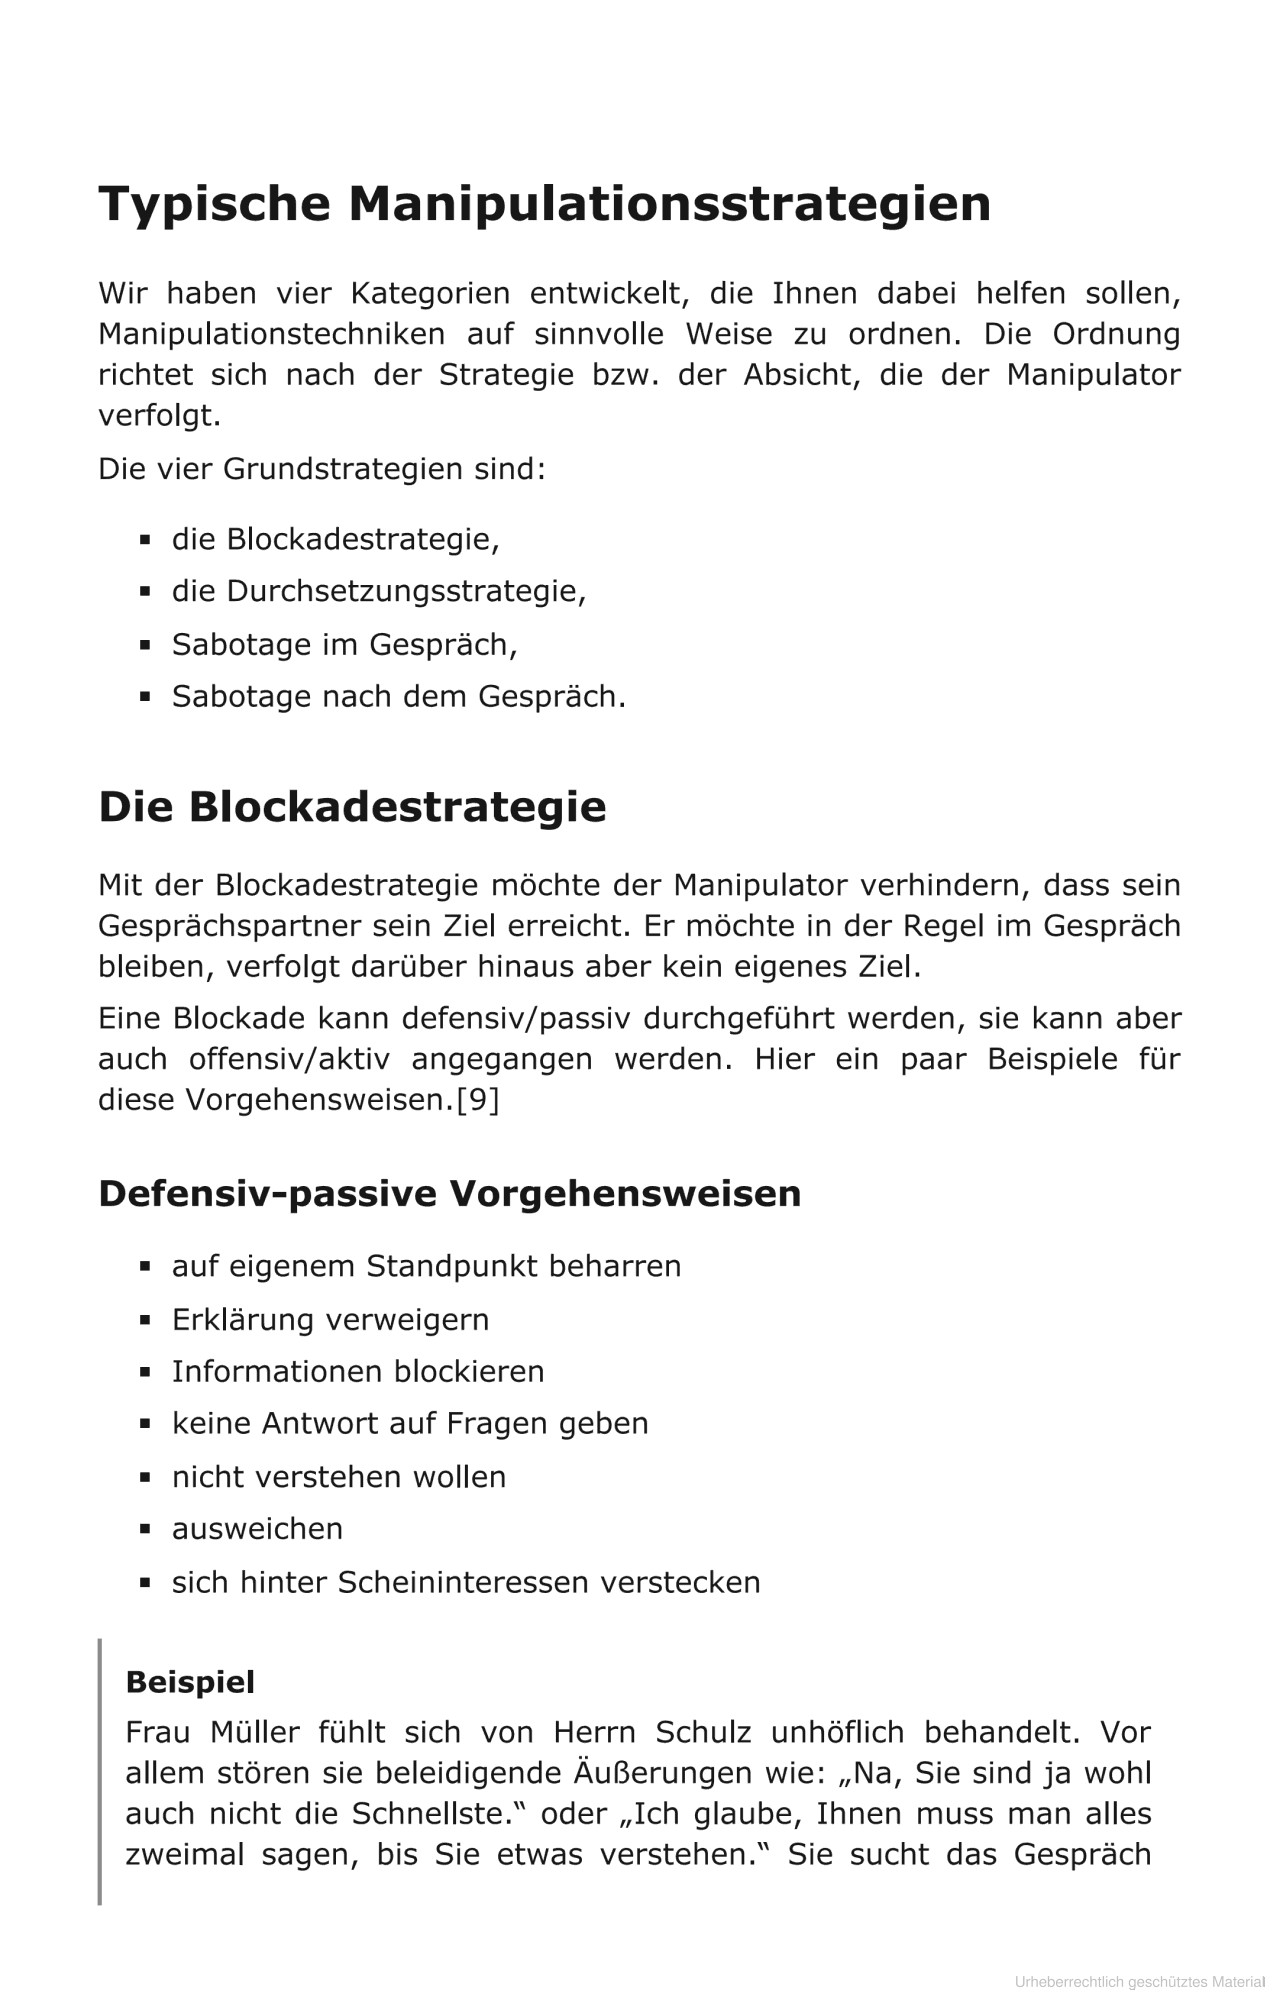 Typische Manipulationsstrategien
Wir haben vier Kategorien entwickelt, die Ihnen dabei helfen sollen,
Manipulationstechniken auf sinnvolle Weise zu ordnen. Die Ordnung
richtet sich nach der Strategie bzw. der Absicht, die der Manipulator
verfolgt.
Die vier Grundstrategien sind:
▪ die Blockadestrategie,
▪ die Durchsetzungsstrategie,
▪ Sabotage im Gespräch,
▪ Sabotage nach dem Gespräch.
Die Blockadestrategie
Mit der Blockadestrategie möchte der Manipulator verhindern, dass sein
Gesprächspartner sein Ziel erreicht. Er möchte in der Regel im Gespräch
bleiben, verfolgt darüber hinaus aber kein eigenes Ziel.
Eine Blockade kann defensiv/passiv durchgeführt werden, sie kann aber
auch offensiv/aktiv angegangen werden. Hier ein paar Beispiele für
diese Vorgehensweisen.[9]
Defensiv-passive Vorgehensweisen
▪ auf eigenem Standpunkt beharren
▪ Erklärung verweigern
▪ Informationen blockieren
▪ keine Antwort auf Fragen geben
▪ nicht verstehen wollen
▪ ausweichen
▪ sich hinter Scheininteressen verstecken
Beispiel
Frau Müller fühlt sich von Herrn Schulz unhöflich behandelt. Vor
allem stören sie beleidigende Äußerungen wie: „Na, Sie sind ja wohl
auch nicht die Schnellste.“ oder „Ich glaube, Ihnen muss man alles
zweimal sagen, bis Sie etwas verstehen.“ Sie sucht das Gespräch
Urheberrechtlich geschütztes Material